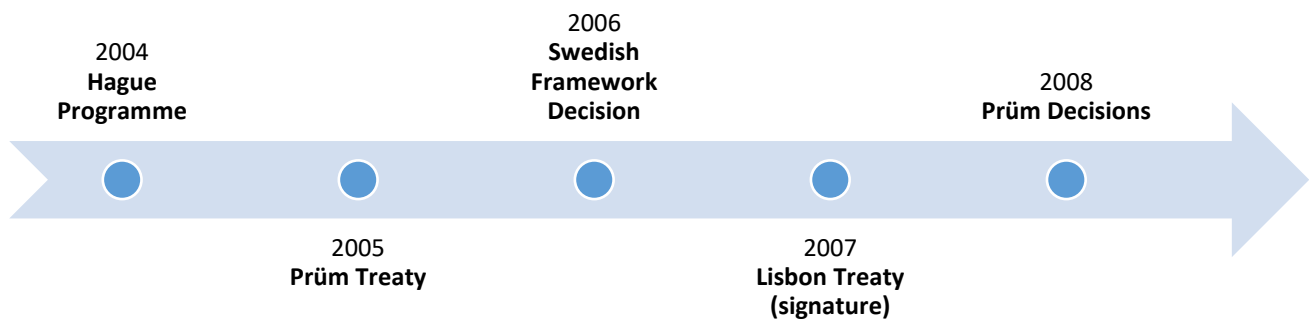 2004
Hague
Programme
2005
Prüm Treaty
2006
Swedish
Framework
Decision
2007
Lisbon Treaty
(signature)
2008
Prüm Decisions